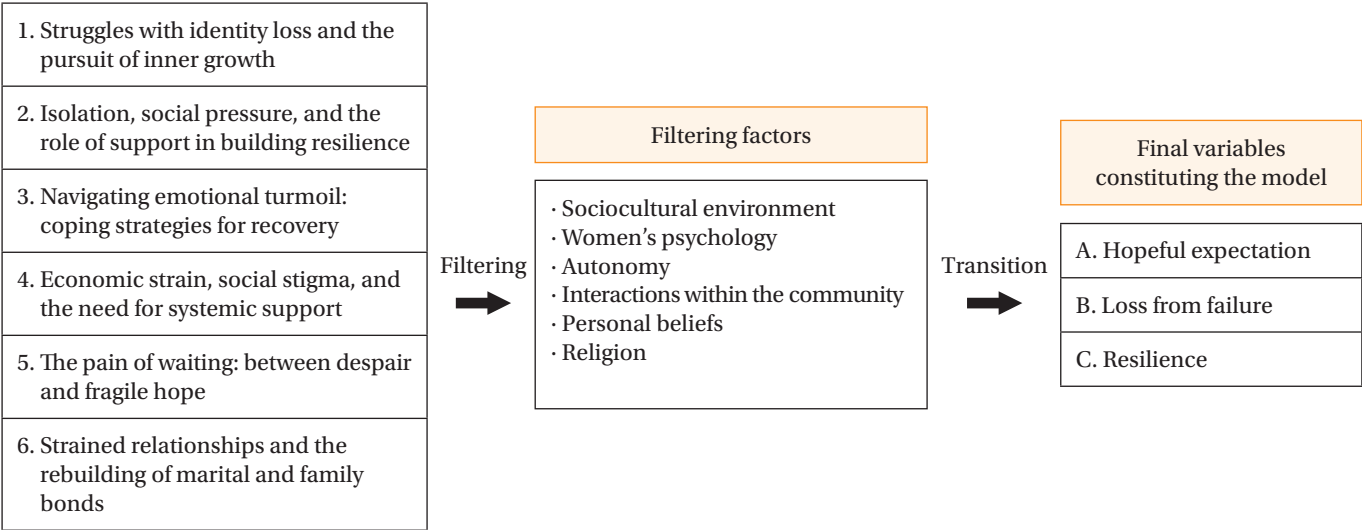 1. Struggles with identity loss and the
pursuit of inner growth
2. Isolation, social pressure, and the
role of support in building resilience
3. Navigating emotional turmoil:
coping strategies for recovery
4. Economic strain, social stigma, and
the need for systemic support
5. The pain of waiting: between despair
and fragile hope
6. Strained relationships and the
rebuilding of marital and family
bonds
Filtering
Filtering factors
· Sociocultural environment
· Women's psychology
· Autonomy
· Interactions within the community
· Personal beliefs
· Religion
Transition
Final variables
constituting the model
A. Hopeful expectation
B. Loss from failure
C. Resilience